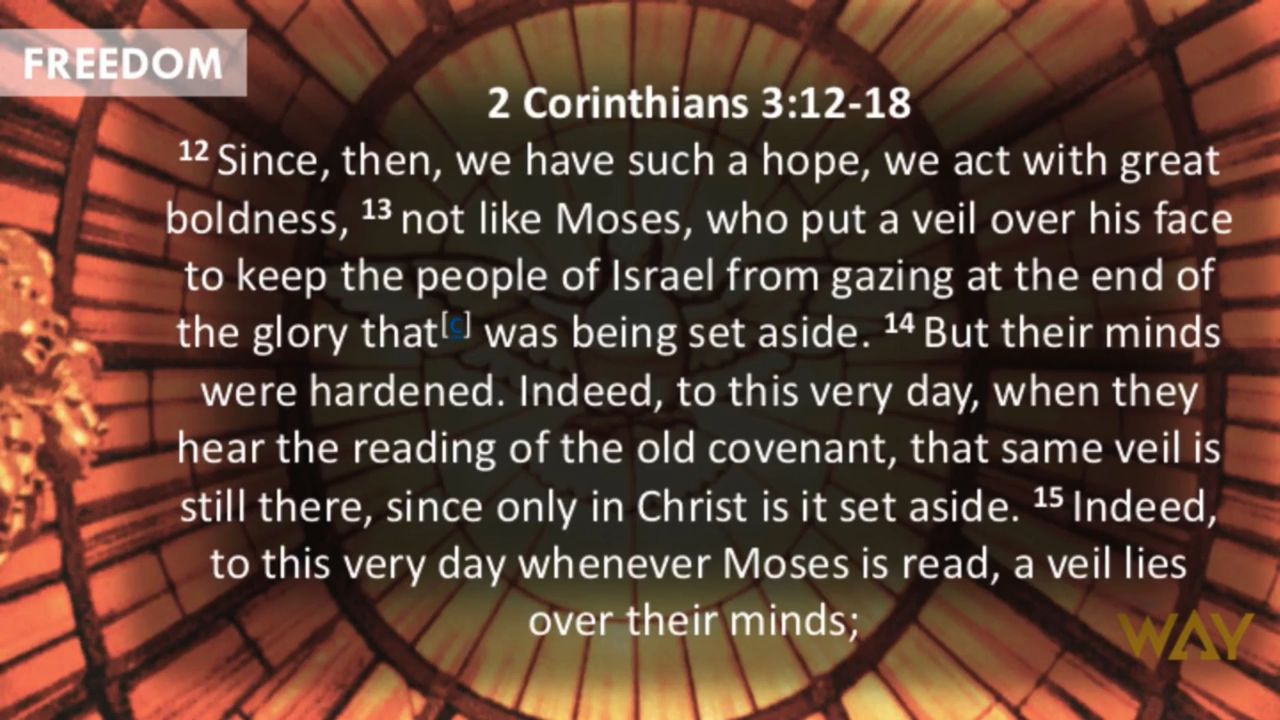 FREEDOM
2 Corinthians 3:12-18
12 Since, then, we have such a hope, we act with great
boldness, 13 not like Moses, who put a veil over his face
to keep the people of Israel from gazing at the end of
the glory that[c] was being set aside. 14 But their minds
were hardened. Indeed, to this very day, when they
hear the reading of the old covenant, that same veil is
still there, since only in Christ is it set aside. 15 Indeed,
to this very day whenever Moses is read, a veil lies
over their minds;
WAY